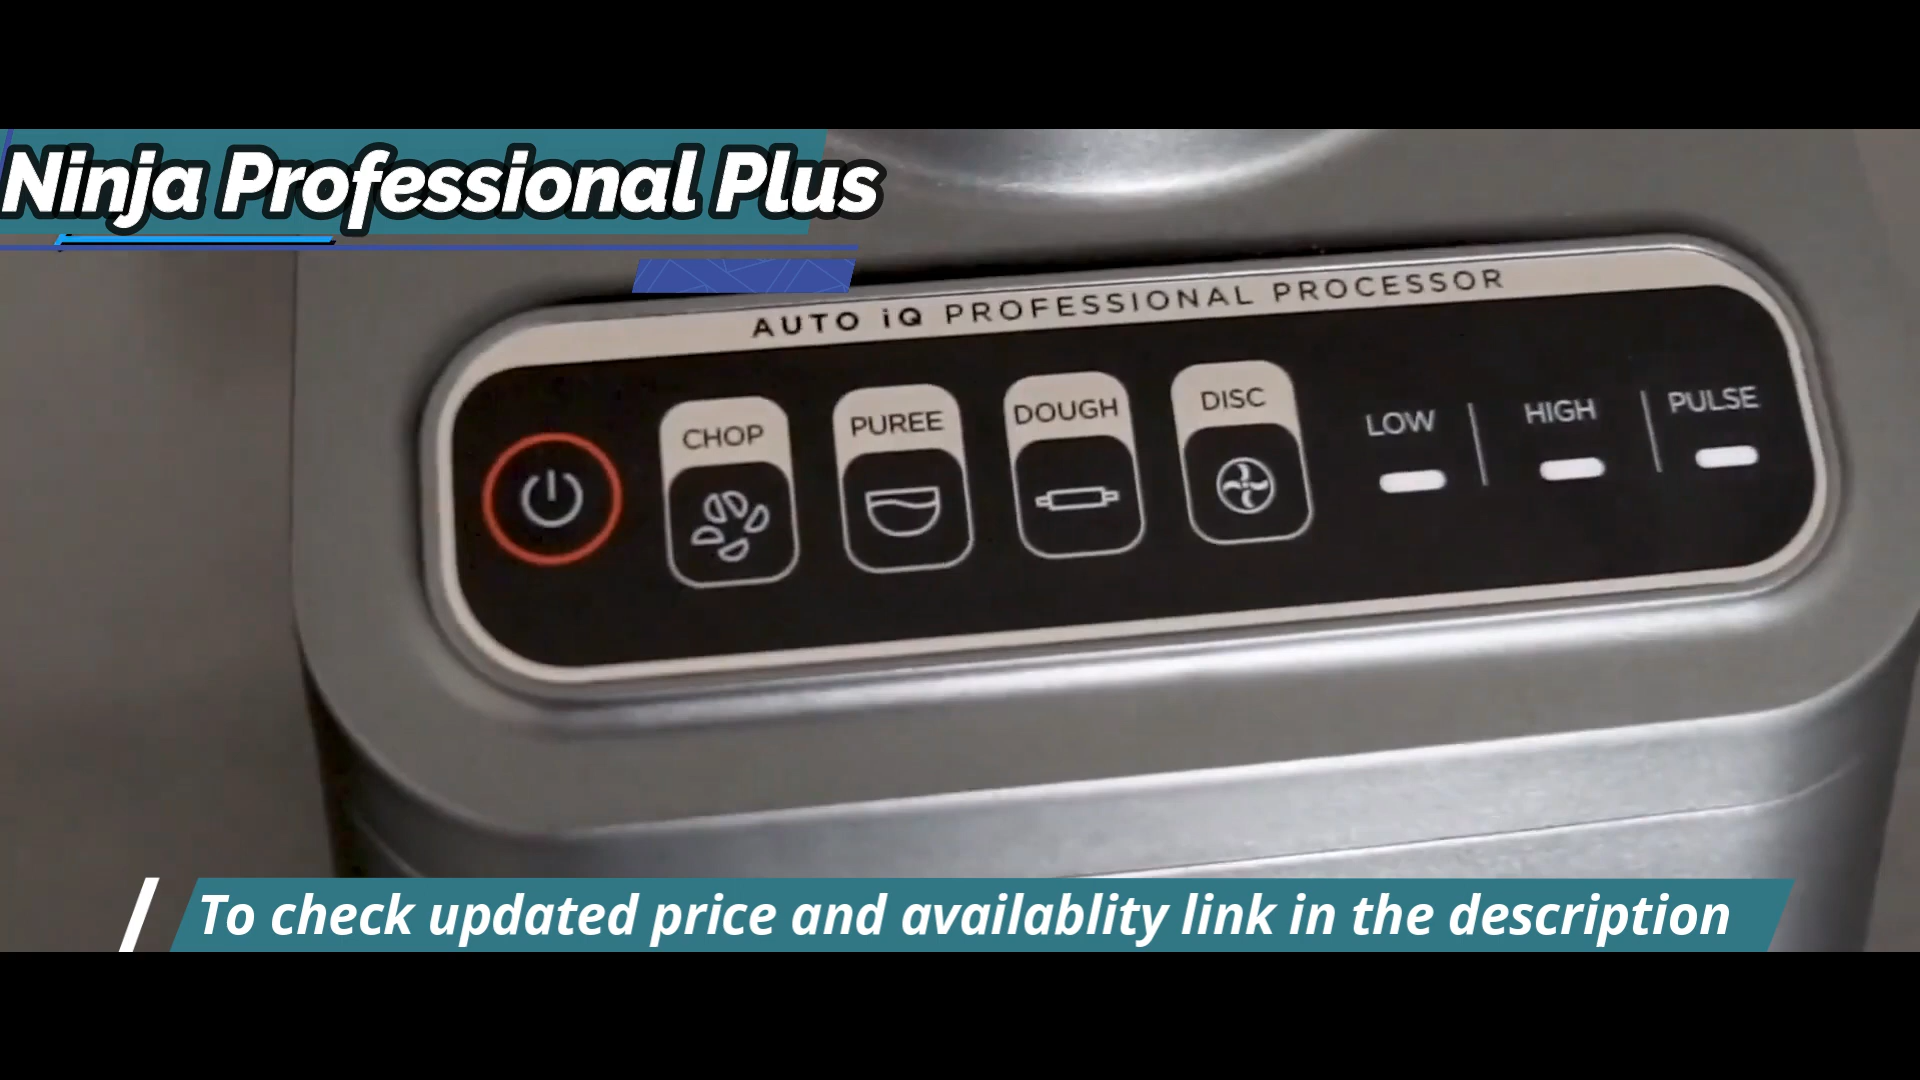 Ninja Professional Plus
AUTO iQ PROFESSIONAL PROCESSOR
CHOP
PUREE
DOUGH
DISC
LOW
HIGH
PULSE
To check updated price and availablity link in the description